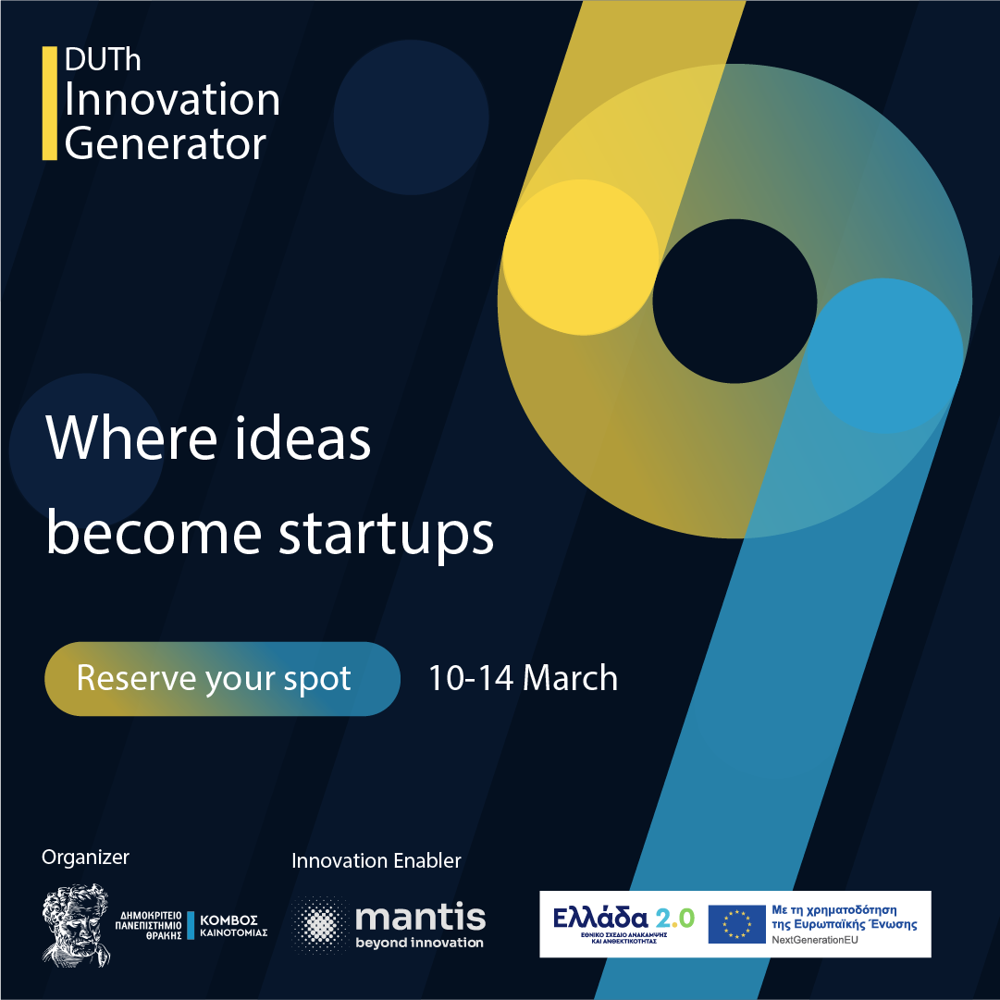 DUTh
Innovation
Generator
Where ideas
become startups
Reserve your spot
10-14 March
Organizer
ΔΗΜΟΚΡΙΤΕΙΟ
ΠΑΝΕΠΙΣΤΗΜΙΟ
ΘΡΑΚΗΣ
ΚΟΜΒΟΣ
ΚΑΙΝΟΤΟΜΙΑΣ
Innovation Enabler
mantis
beyond innovation
Ελλάδα 2.0
ΕΘΝΙΚΟ ΣΧΕΔΙΟ ΑΝΑΚΑΜΨΗΣ
ΚΑΙ ΑΝΘΕΚΤΙΚΟΤΗΤΑΣ
Με τη χρηματοδότηση
της Ευρωπαϊκής Ένωσης
NextGenerationEU